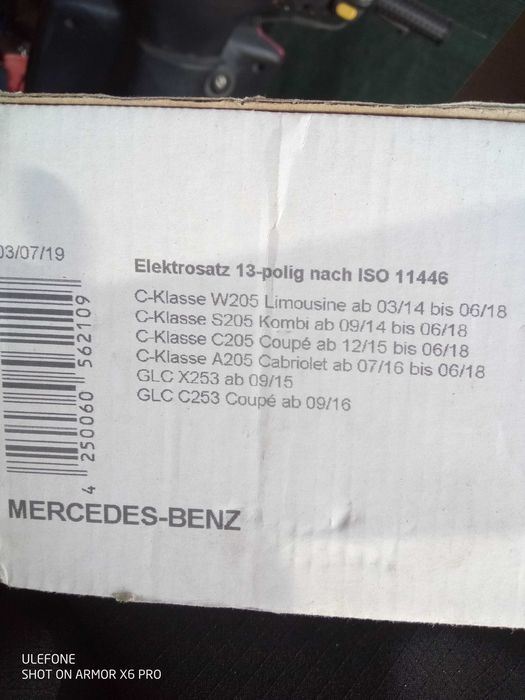 03/07/19
Elektrosatz 13-polig nach ISO 11446
C-Klasse W205 Limousine ab 03/14 bis 06/18
C-Klasse S205 Kombi ab 09/14 bis 06/18
C-Klasse C205 Coupé ab 12/15 bis 06/18
C-Klasse A205 Cabriolet ab 07/16 bis 06/18
GLC X253 ab 09/15
GLC C253 Coupé ab 09/16
4 250060 562109
MERCEDES-BENZ
ULEFONE
SHOT ON ARMOR X6 PRO